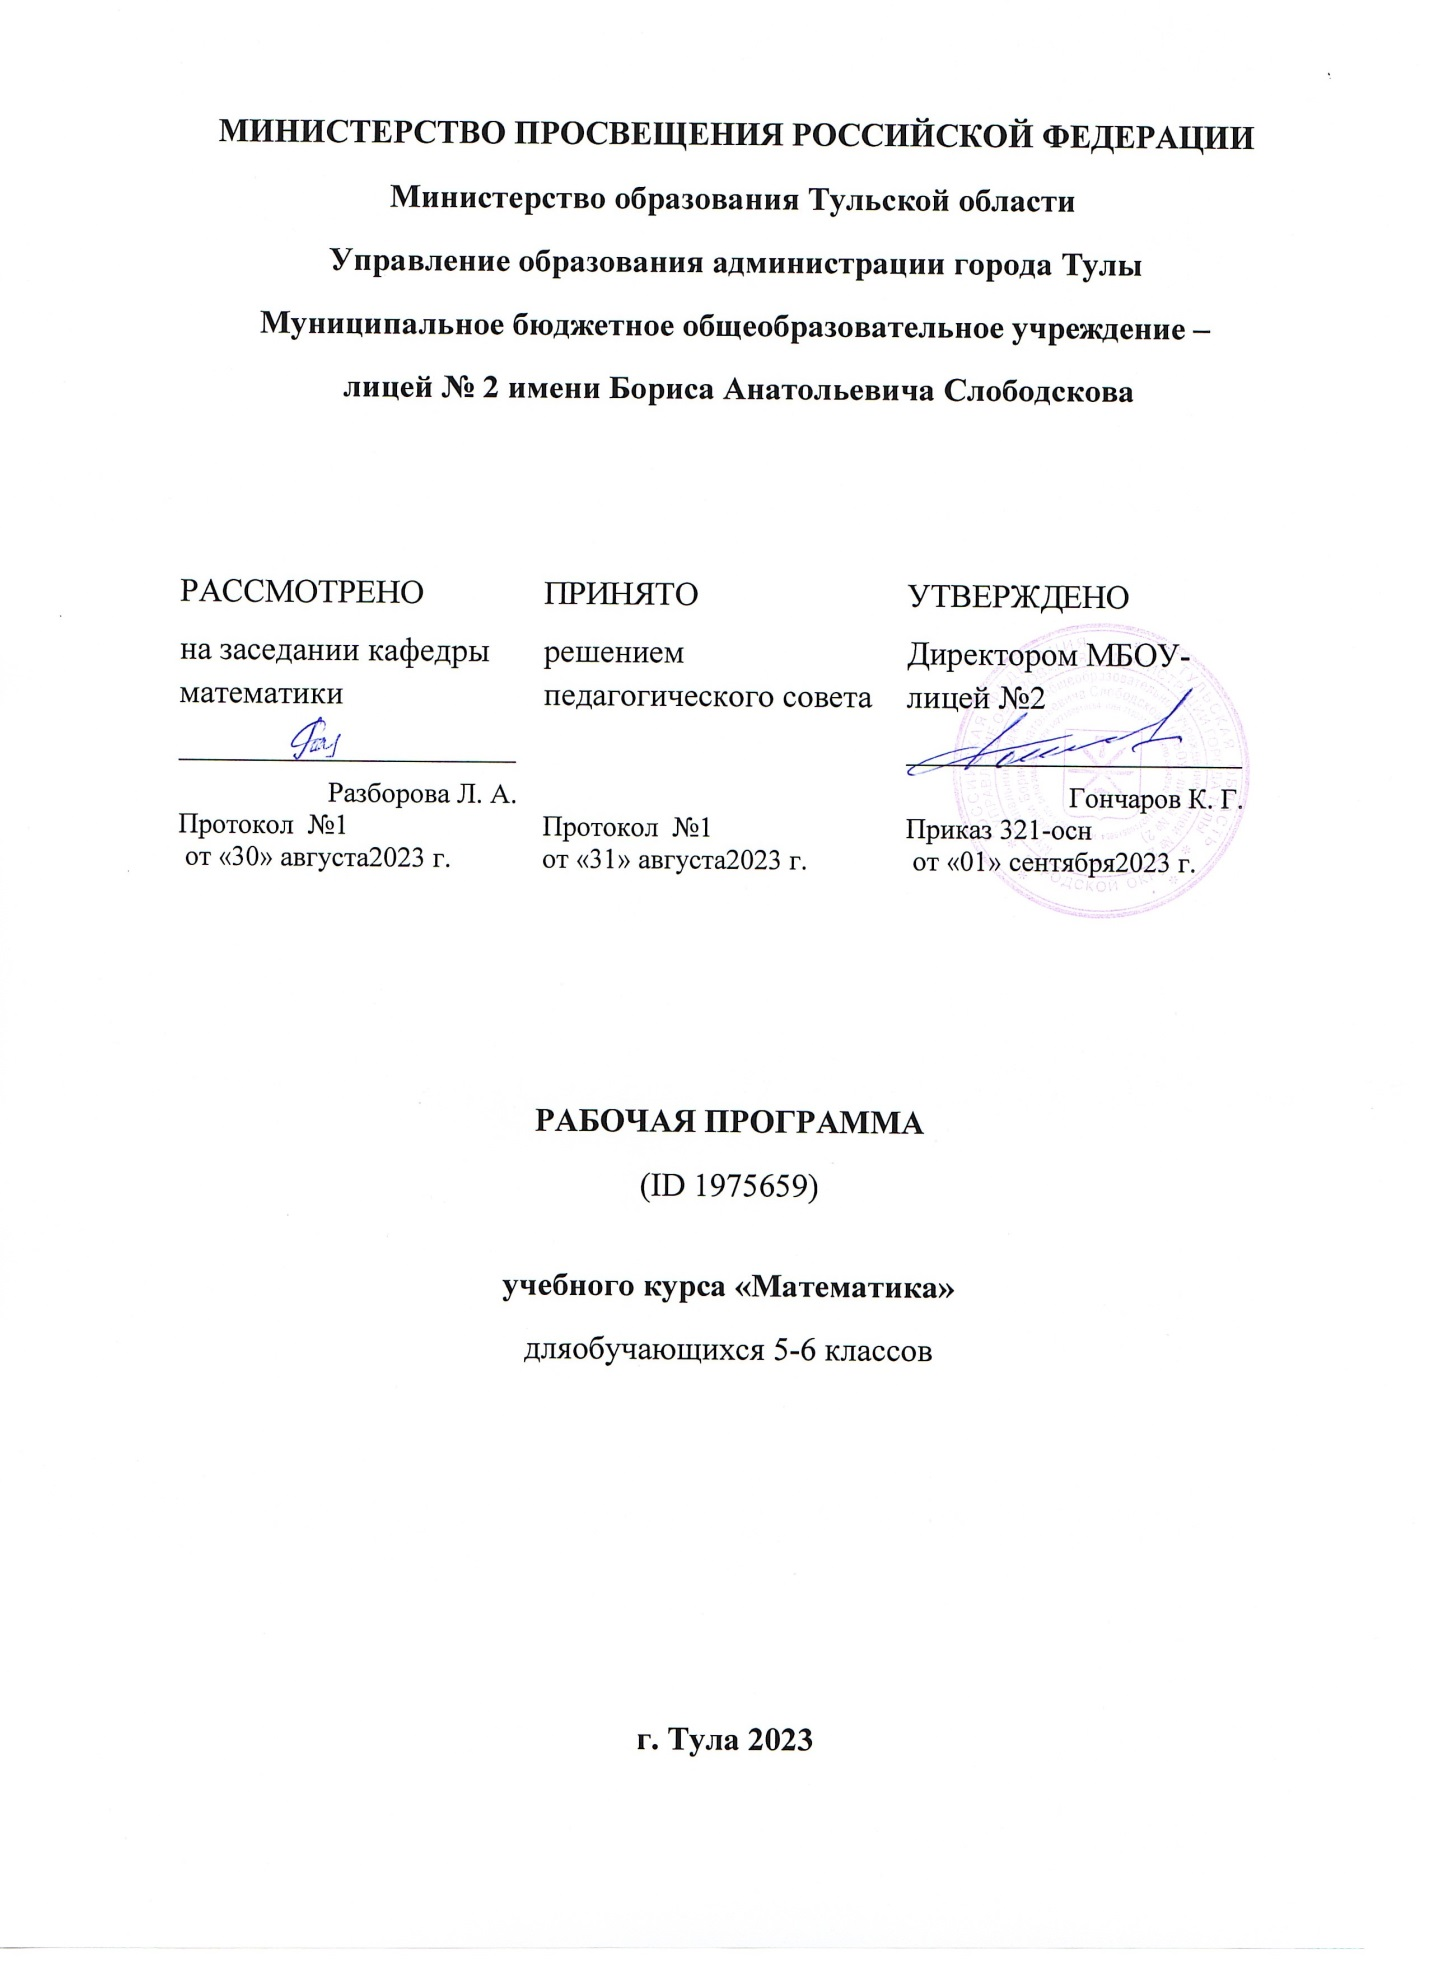 МИНИСТЕРСТВО ПРОСВЕЩЕНИЯ РОССИЙСКОЙ ФЕДЕРАЦИИ
Министерство образования Тульской области
Управление образования администрации города Тулы
Муниципальное бюджетное общеобразовательное учреждение –
лицей № 2 имени Бориса Анатольевича Слободскова
РАССМОТРЕНО
на заседании кафедры
математики
Разборова Л. А.
Протокол №1
от «30» августа2023 г.
ПРИНЯТО
решением
педагогического совета
Протокол №1
от «31» августа2023 г.
УТВЕРЖДЕНО
Директором МБОУ-
лицей №2
Гончаров К. Г.
Приказ 321-осн
от «01» сентября2023 г.
РАБОЧАЯ ПРОГРАММА
(ID 1975659)
учебного курса «Математика»
дляобучающихся 5-6 классов
г. Тула 2023